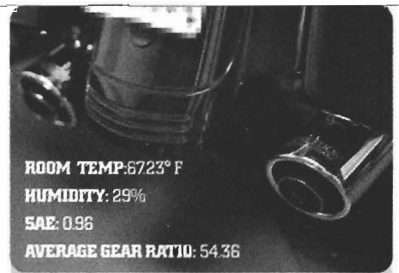 ROOM TEMP:67.23° F
HUMIDITY: 29%
SAE: 0.96
AVERAGE GEAR RATIO: 54.36